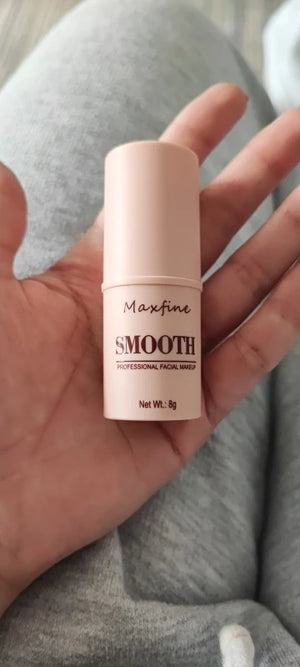 Maxfine
SMOOTH
PROFESSIONAL FACIAL MAKEUP
Net Wt.: 8g